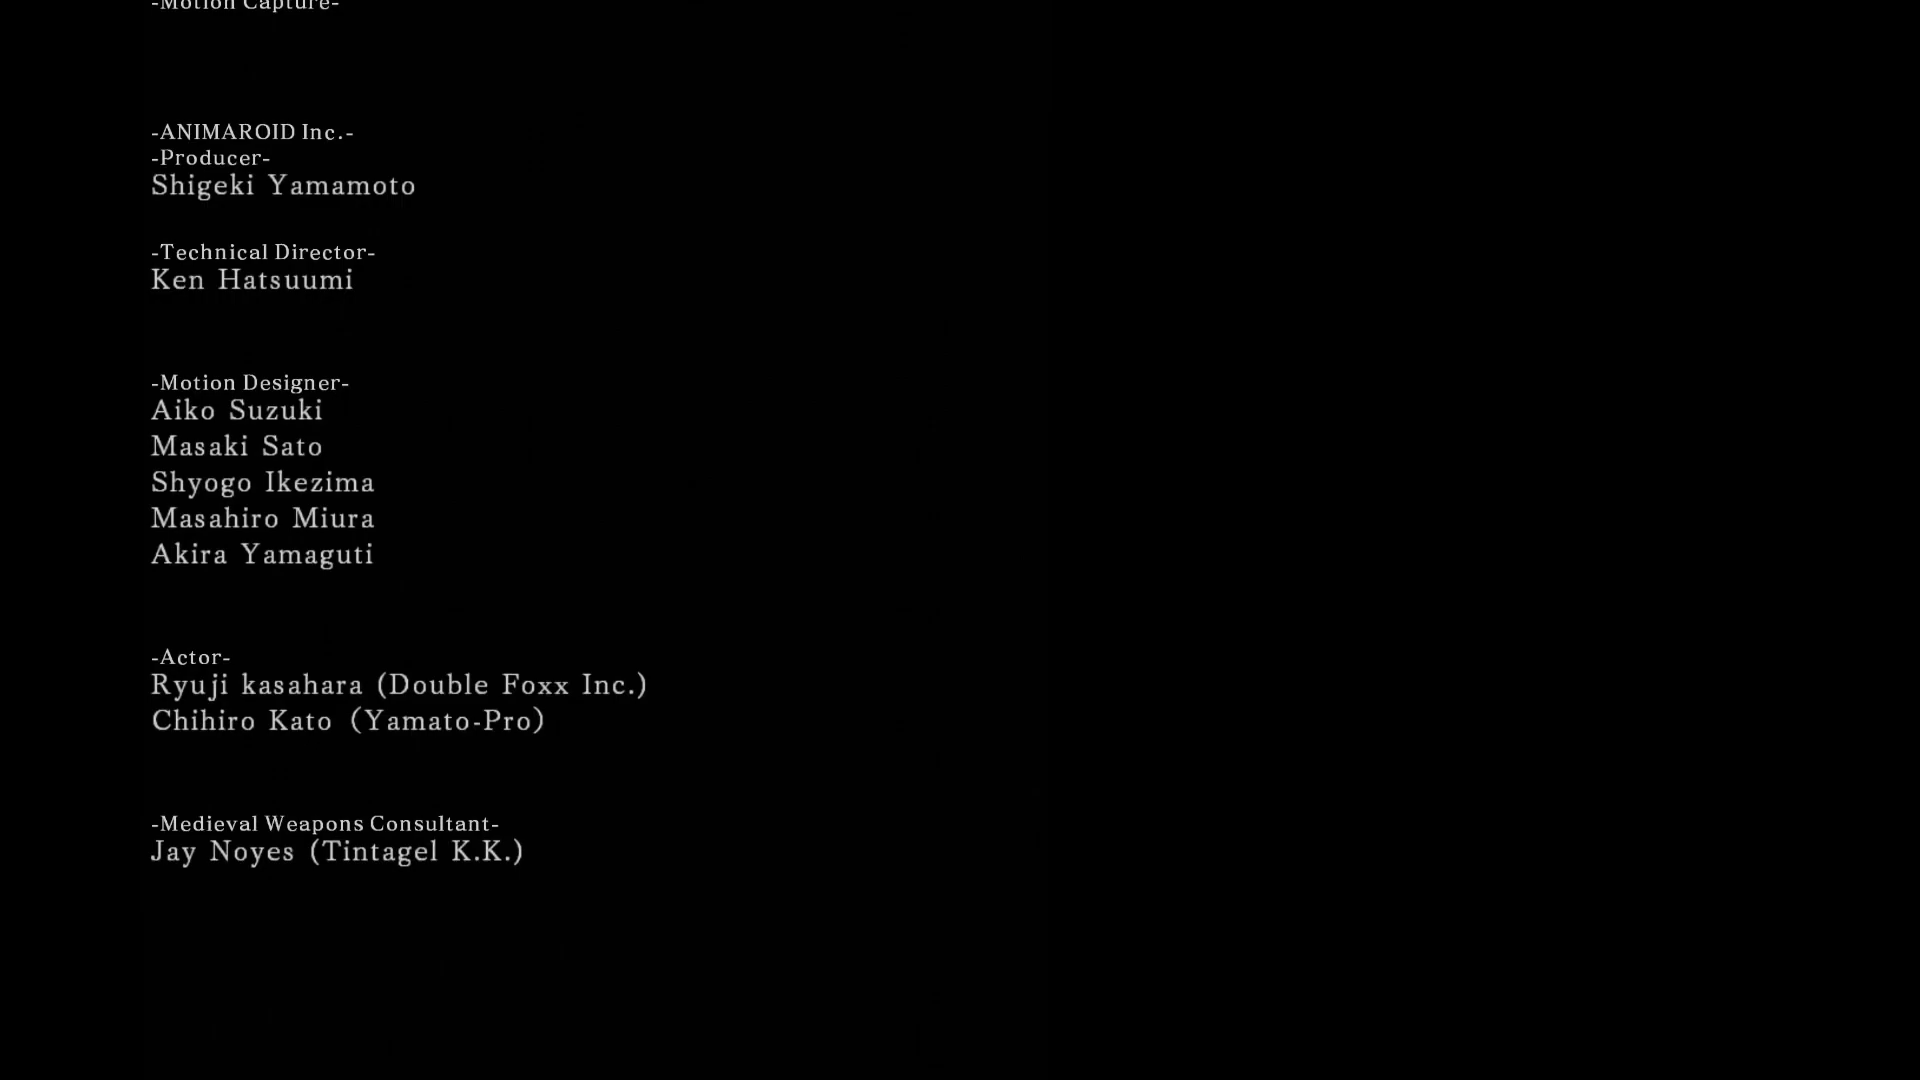 -Motion Capture-
-ANIMAROID Inc.-
-Producer-
Shigeki Yamamoto
-Technical Director-
Ken Hatsuumi
-Motion Designer-
Aiko Suzuki
Masaki Sato
Shyogo Ikezima
Masahiro Miura
Akira Yamaguti
-Actor-
Ryuji kasahara (Double Foxx Inc.)
Chihiro Kato (Yamato-Pro)
-Medieval Weapons Consultant-
Jay Noyes (Tintagel K.K.)